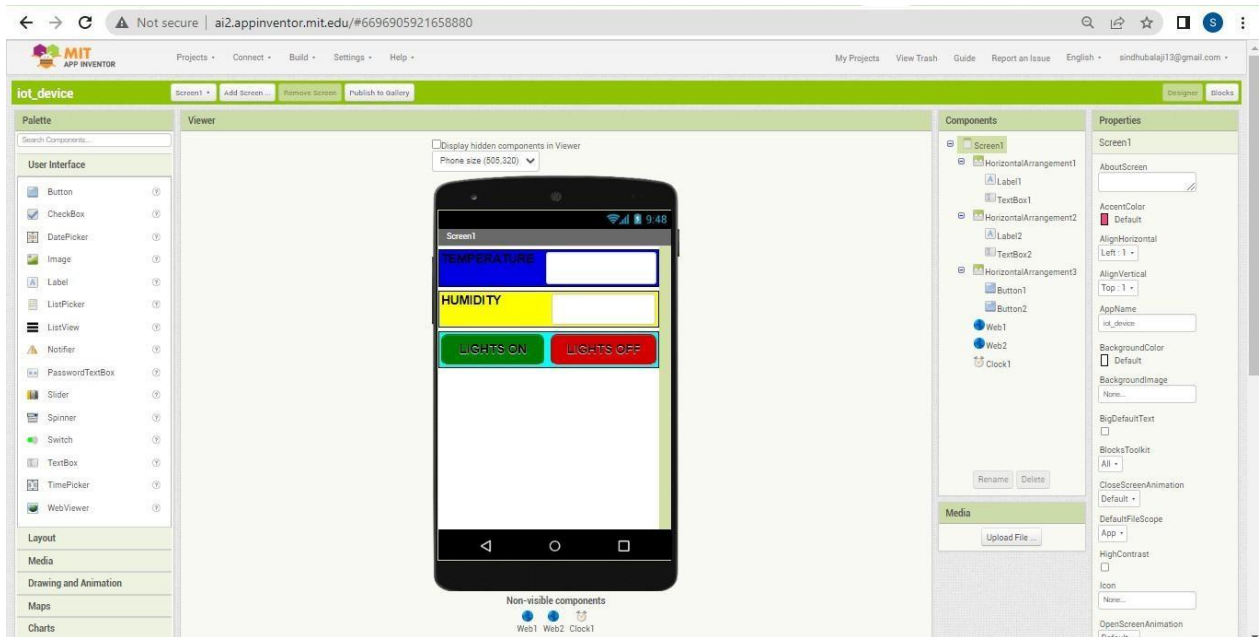 Not secure | ai2.appinventor.mit.edu/#6696905921658880
S
MIT
APP INVENTOR
Projects
Connect
Build
Settings
Help
My Projects
View Trash
Guide
Report an Issue
English
sindhubalaji13@gmail.com
iot_device
Screen1
Add Screen ...
Remove Screen
Publish to Gallery
Designer
Blocks
Palette
Search Components...
User Interface
Button
CheckBox
DatePicker
Image
Label
ListPicker
ListView
Notifier
PasswordTextBox
Slider
Spinner
Switch
TextBox
TimePicker
WebViewer
Layout
Media
Drawing and Animation
Maps
Charts
Viewer
Display hidden components in Viewer
Phone size (505,320)
9:48
Screen1
TEMPERATURE
HUMIDITY
LIGHTS ON
LIGHTS OFF
Non-visible components
Web1
Web2
Clock1
Components
Screen1
HorizontalArrangement1
Label1
TextBox1
HorizontalArrangement2
Label2
TextBox2
HorizontalArrangement3
Button1
Button2
Web1
Web2
Clock1
Rename
Delete
Media
Upload File ...
Properties
Screen1
AboutScreen
AccentColor
Default
AlignHorizontal
Left : 1
AlignVertical
Top : 1
AppName
iot_device
BackgroundColor
Default
BackgroundImage
None...
BigDefaultText
BlocksToolkit
All
CloseScreenAnimation
Default
DefaultFileScope
App
HighContrast
Icon
None...
OpenScreenAnimation
Default